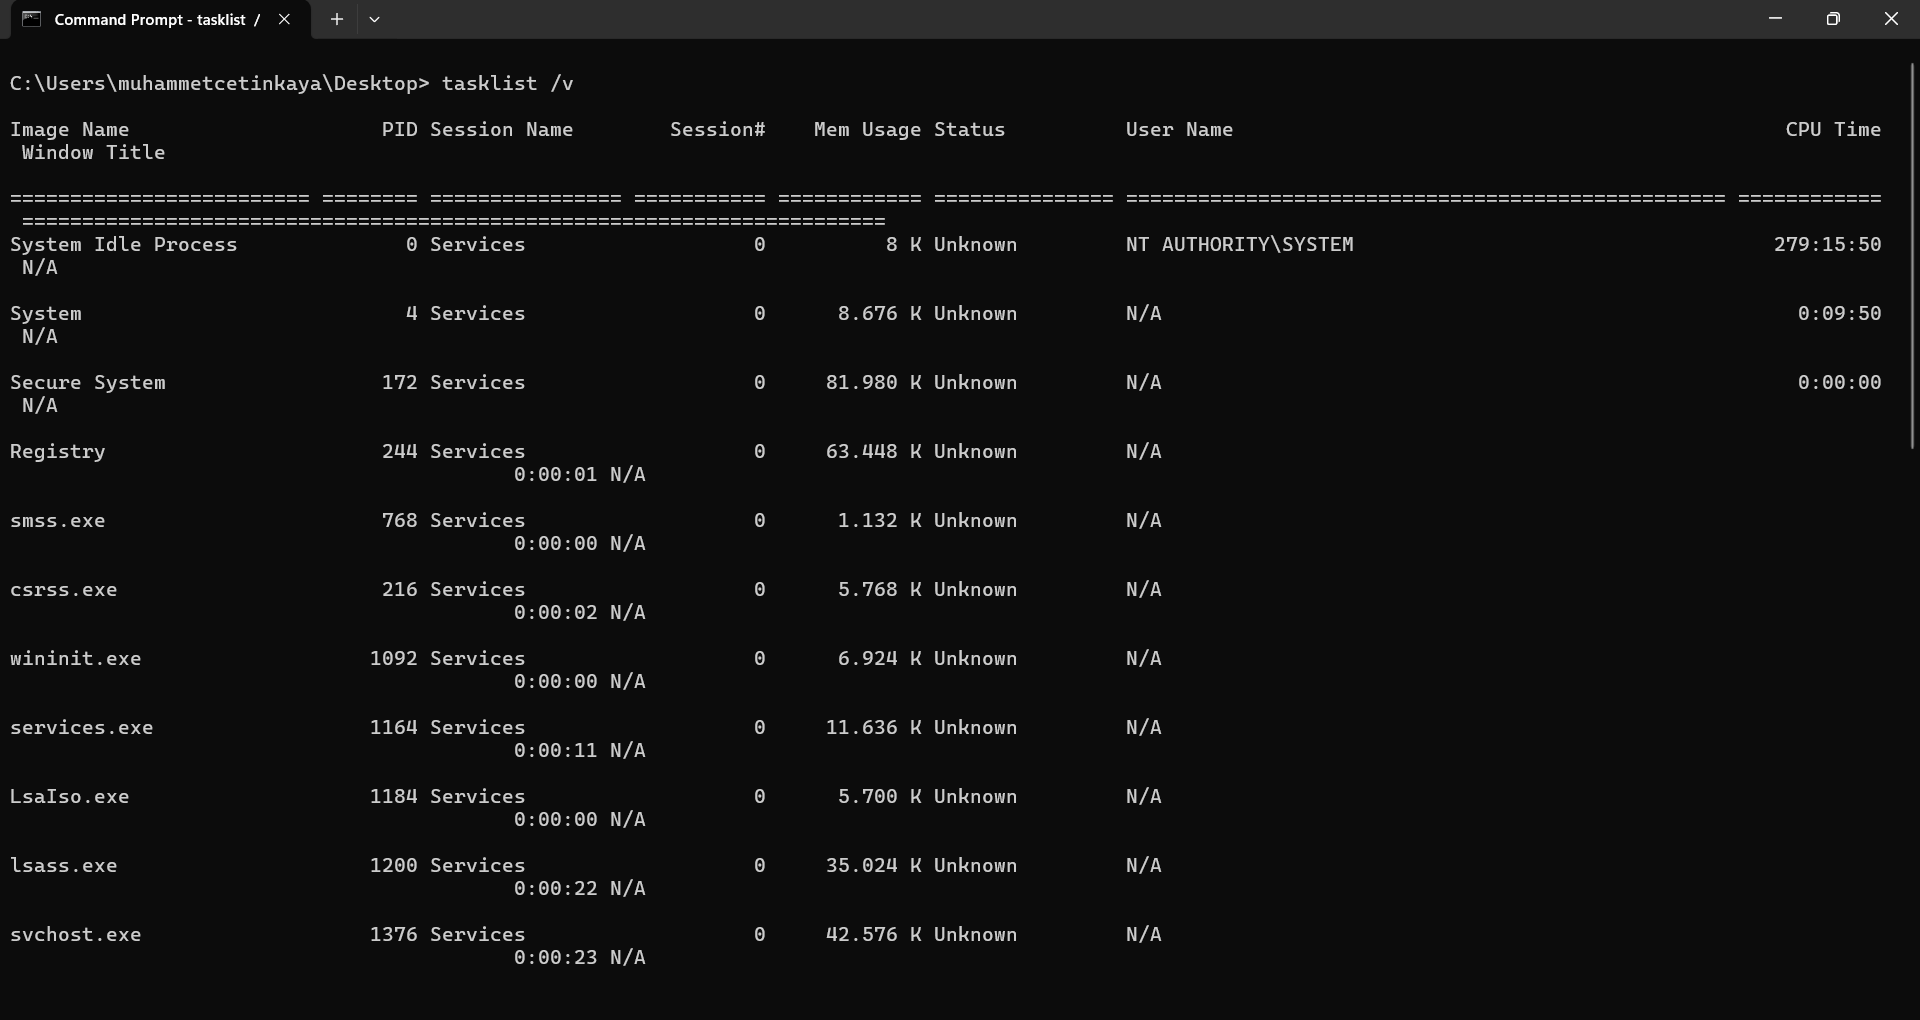 Command Prompt - tasklist /
C:\Users\muhammetcetinkaya\Desktop> tasklist /v
Image Name                     PID Session Name        Session#    Mem Usage Status          User Name                                              CPU Time
 Window Title
========================= ======== ================ =========== ============ =============== ================================================== ============
 ========================================================================
System Idle Process              0 Services                   0          8 K Unknown         NT AUTHORITY\SYSTEM                                   279:15:50
 N/A
System                           4 Services                   0      8.676 K Unknown         N/A                                                     0:09:50
 N/A
Secure System                  172 Services                   0     81.980 K Unknown         N/A                                                     0:00:00
 N/A
Registry                       244 Services                   0     63.448 K Unknown         N/A
                                          0:00:01 N/A
smss.exe                       768 Services                   0      1.132 K Unknown         N/A
                                          0:00:00 N/A
csrss.exe                      216 Services                   0      5.768 K Unknown         N/A
                                          0:00:02 N/A
wininit.exe                   1092 Services                   0      6.924 K Unknown         N/A
                                          0:00:00 N/A
services.exe                  1164 Services                   0     11.636 K Unknown         N/A
                                          0:00:11 N/A
LsaIso.exe                    1184 Services                   0      5.700 K Unknown         N/A
                                          0:00:00 N/A
lsass.exe                     1200 Services                   0     35.024 K Unknown         N/A
                                          0:00:22 N/A
svchost.exe                   1376 Services                   0     42.576 K Unknown         N/A
                                          0:00:23 N/A